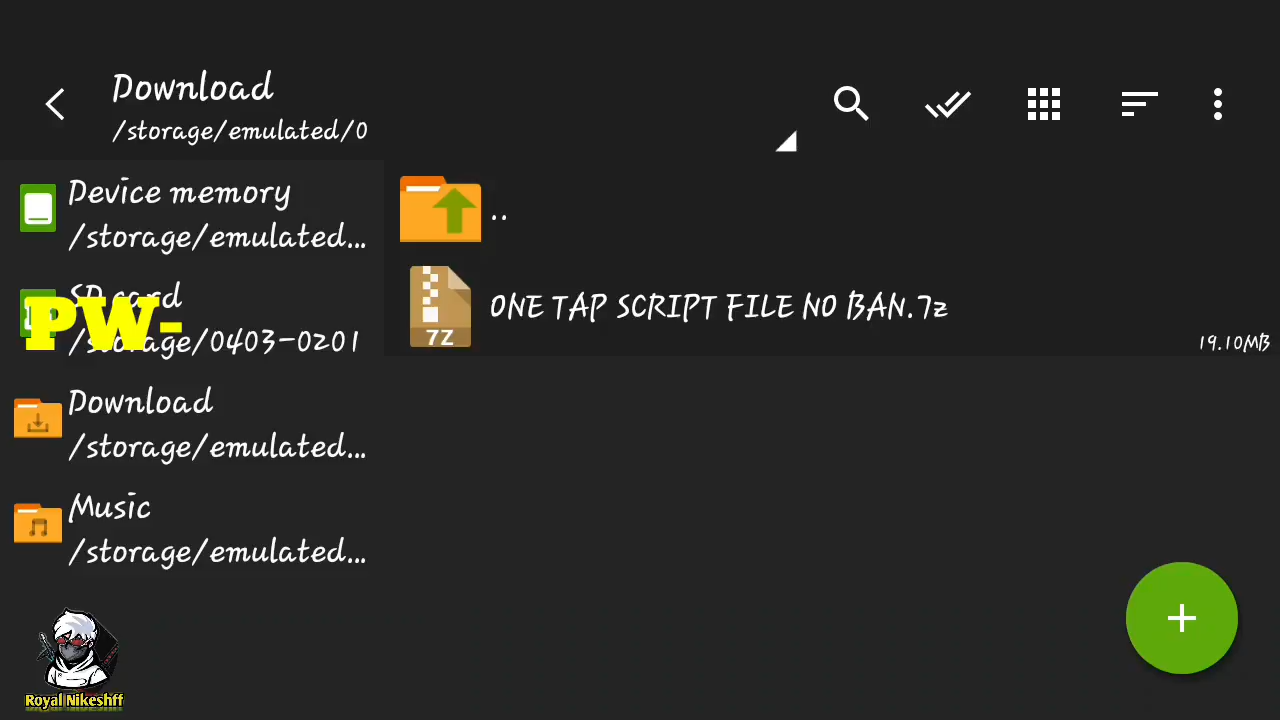 Download
/storage/emulated/0
Device memory
/storage/emulated...
SD card
PW-
/storage/0403-0201
Download
/storage/emulated...
Music
/storage/emulated...
..
ONE TAP SCRIPT FILE NO BAN.7z
7Z
19.10MB
Royal Nikeshff